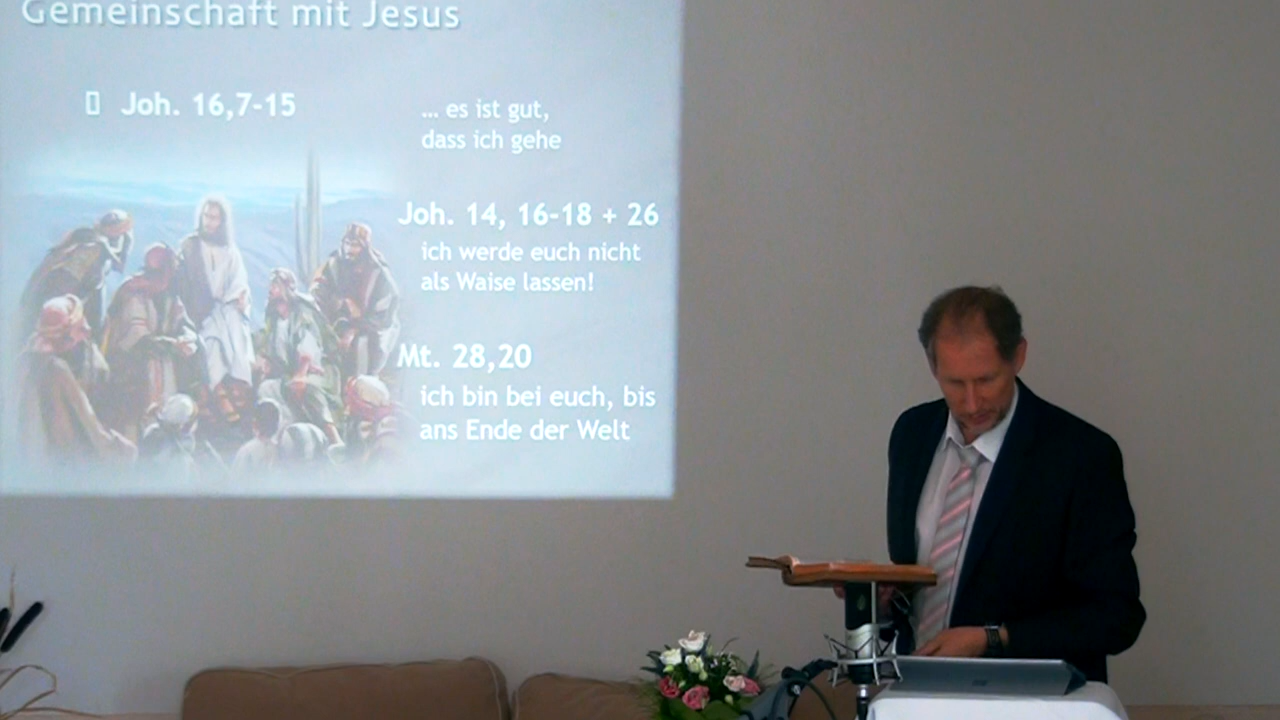 Gemeinschaft mit Jesus
Joh. 16,7-15
... es ist gut,
dass ich gehe
Joh. 14, 16-18 + 26
ich werde euch nicht
als Waise lassen!
Mt. 28,20
ich bin bei euch, bis
ans Ende der Welt